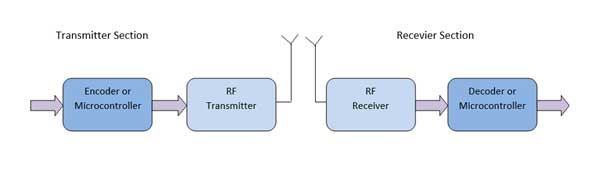 Transmitter Section
Recevier Section
Encoder or
Microcontroller
RF
Transmitter
RF
Receiver
Decoder or
Microcontroller